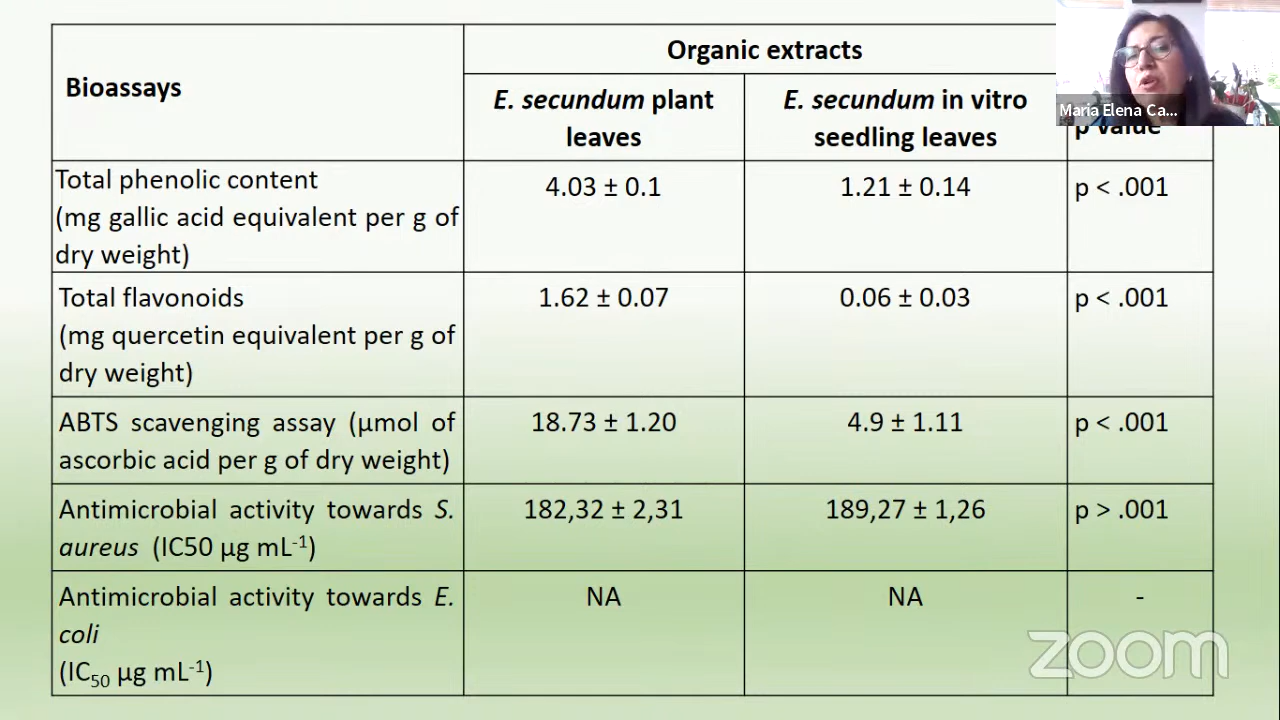 Bioassays
Organic extracts
E. secundum plant
leaves
E. secundum in vitro
seedling leaves
p value
Total phenolic content
(mg gallic acid equivalent per g of
dry weight)
4.03 ± 0.1
1.21 ± 0.14
p < .001
Total flavonoids
(mg quercetin equivalent per g of
dry weight)
1.62 ± 0.07
0.06 ± 0.03
p < .001
ABTS scavenging assay (µmol of
ascorbic acid per g of dry weight)
18.73 ± 1.20
4.9 ± 1.11
p < .001
Antimicrobial activity towards S.
aureus (IC50 µg mL-1)
182,32 ± 2,31
189,27 ± 1,26
p > .001
Antimicrobial activity towards E.
coli
(IC50 µg mL-1)
NA
NA
-
Maria Elena Ca...
zoom